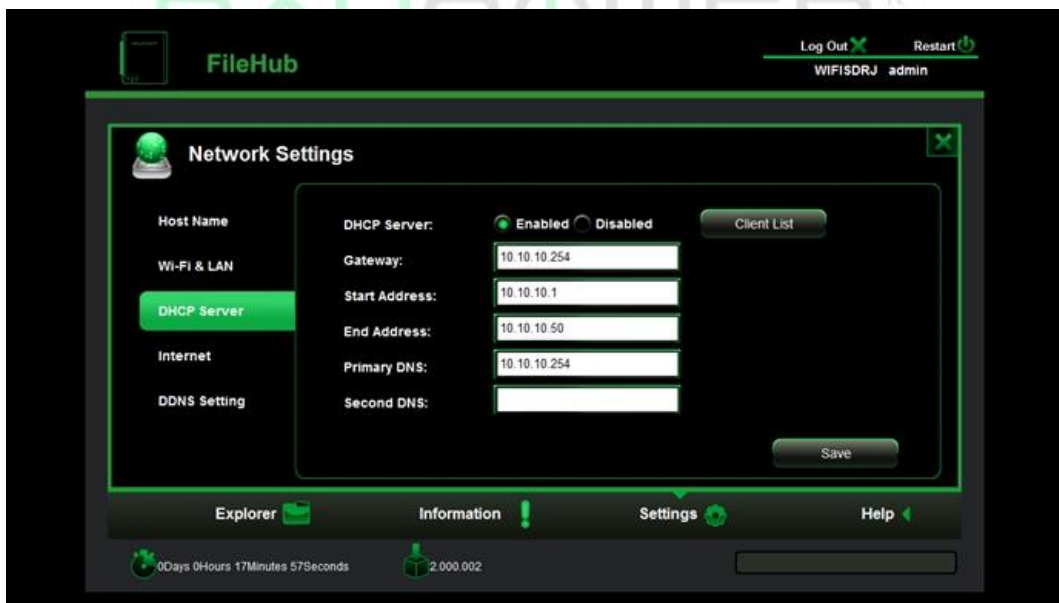 FileHub
Log Out Restart
WIFISDRJ admin
Network Settings
Host Name
Wi-Fi & LAN
DHCP Server
Internet
DDNS Setting
DHCP Server: Enabled Disabled Client List
Gateway: 10.10.10.254
Start Address: 10.10.10.1
End Address: 10.10.10.50
Primary DNS: 10.10.10.254
Second DNS:
Save
Explorer Information Settings Help
0Days 0Hours 17Minutes 57Seconds 2.000.002